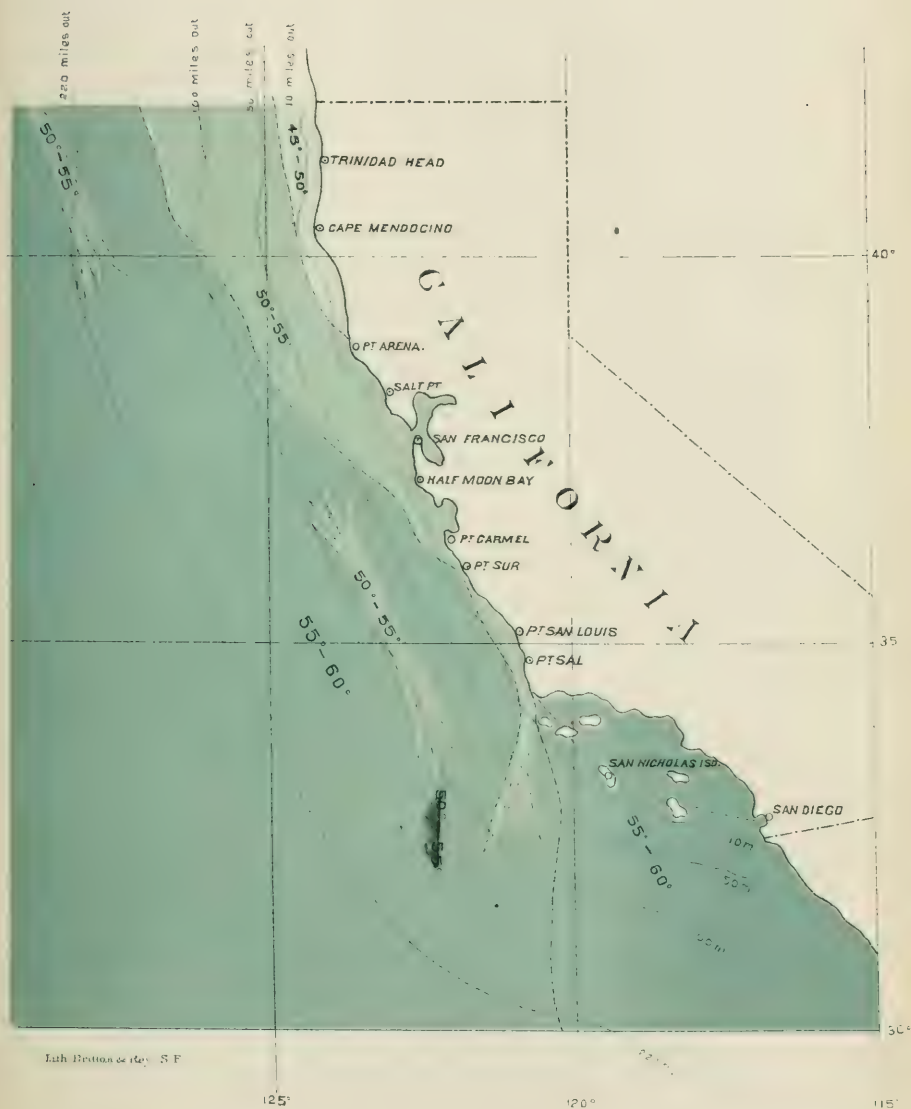 220 miles out
100 miles out
50 miles out
10 miles out
50°-55°
45°-50°
TRINIDAD HEAD
CAPE MENDOCINO
40°
CALIFORNIA
50°-55
PT ARENA.
SALT PT
SAN FRANCISCO
HALF MOON BAY
PT CARMEL
PT SUR
50°-55°
55°-60°
PT SAN LOUIS
35
PT SAL
SAN NICHOLAS ISD.
SAN DIEGO
50°
55
55°-60°
10 m
50 m
30°
Lith S F
125°
120°
115°